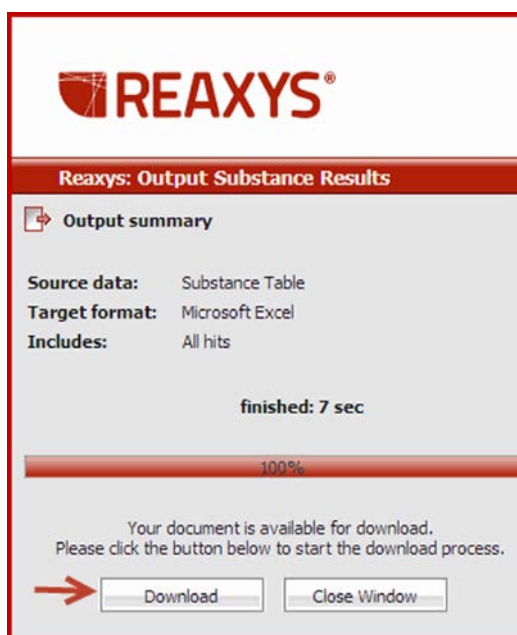 REAXYS®
Reaxys: Output Substance Results
Output summary
Source data: Substance Table
Target format: Microsoft Excel
Includes: All hits
finished: 7 sec
100%
Your document is available for download.
Please click the button below to start the download process.
Download Close Window